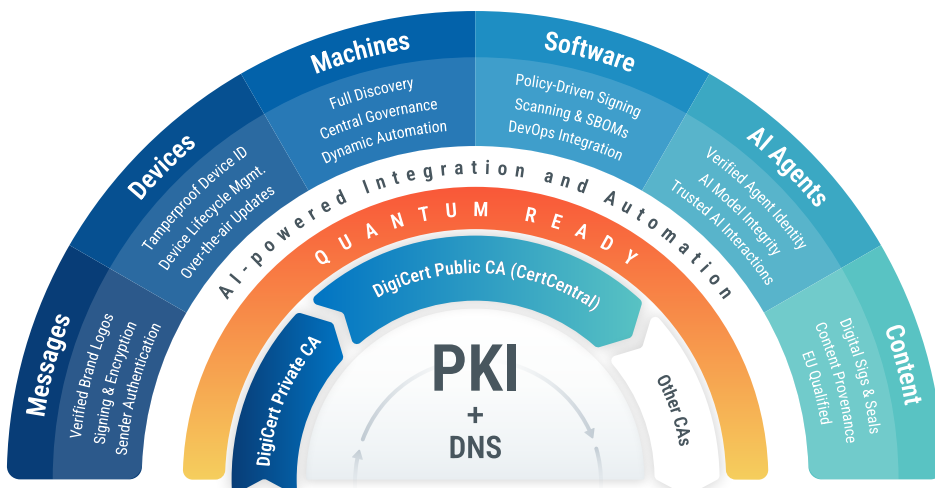 Messages
Verified Brand Logos
Signing & Encryption
Sender Authentication
Devices
Tamperproof Device ID
Device Lifecycle Mgmt.
Over-the-air Updates
Machines
Full Discovery
Central Governance
Dynamic Automation
Software
Policy-Driven Signing
Scanning & SBOMs
DevOps Integration
AI Agents
Verified Agent Identity
AI Model Integrity
Trusted AI Interactions
Content
Digital Sigs & Seals
Content Provenance
EU Qualified
AI-powered Integration and Automation
QUANTUM READY
DigiCert Private CA
DigiCert Public CA (CertCentral)
Other CAs
PKI
+
DNS